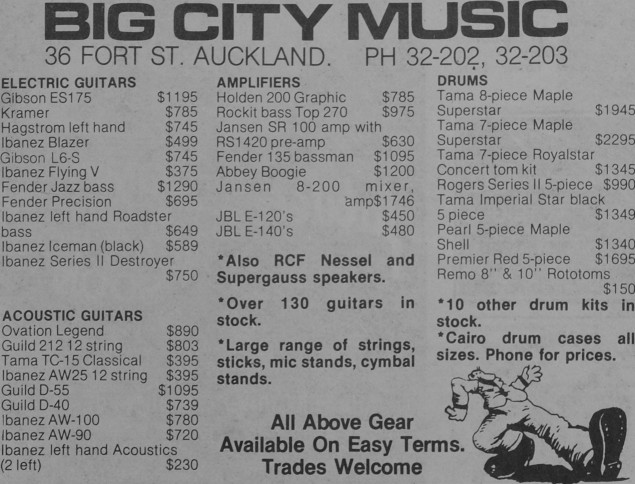 BIG CITY MUSIC
36 FORT ST. AUCKLAND. PH 32-202, 32-203
ELECTRIC GUITARS
Gibson ES175 $1195
Kramer $785
Hagstrom left hand $745
Ibanez Blazer $499
Gibson L6-S $745
Ibanez Flying V $375
Fender Jazz bass $1290
Fender Precision $695
Ibanez left hand Roadster
bass $649
Ibanez Iceman (black) $589
Ibanez Series II Destroyer
$750
ACOUSTIC GUITARS
Ovation Legend $890
Guild 212 12 string $803
Tama TC-15 Classical $395
Ibanez AW25 12 string $395
Guild D-55 $1095
Guild D-40 $739
Ibanez AW-100 $780
Ibanez AW-90 $720
Ibanez left hand Acoustics
(2 left) $230
AMPLIFIERS
Holden 200 Graphic $785
Rockit bass Top 270 $975
Jansen SR 100 amp with
RS1420 pre-amp $630
Fender 135 bassman $1095
Abbey Boogie $1200
Jansen 8-200 mixer,
amp$1746
JBL E-120's $450
JBL E-140's $480
*Also RCF Nessel and
Supergauss speakers.
*Over 130 guitars in
stock.
*Large range of strings,
sticks, mic stands, cymbal
stands.
DRUMS
Tama 8-piece Maple
Superstar $1945
Tama 7-piece Maple
Superstar $2295
Tama 7-piece Royalstar
Concert tom kit $1345
Rogers Series II 5-piece $990
Tama Imperial Star black
5 piece $1349
Pearl 5-piece Maple
Shell $1340
Premier Red 5-piece $1695
Remo 8" & 10" Rototoms
$150
*10 other drum kits in
stock.
*Cairo drum cases all
sizes. Phone for prices.
All Above Gear
Available On Easy Terms.
Trades Welcome